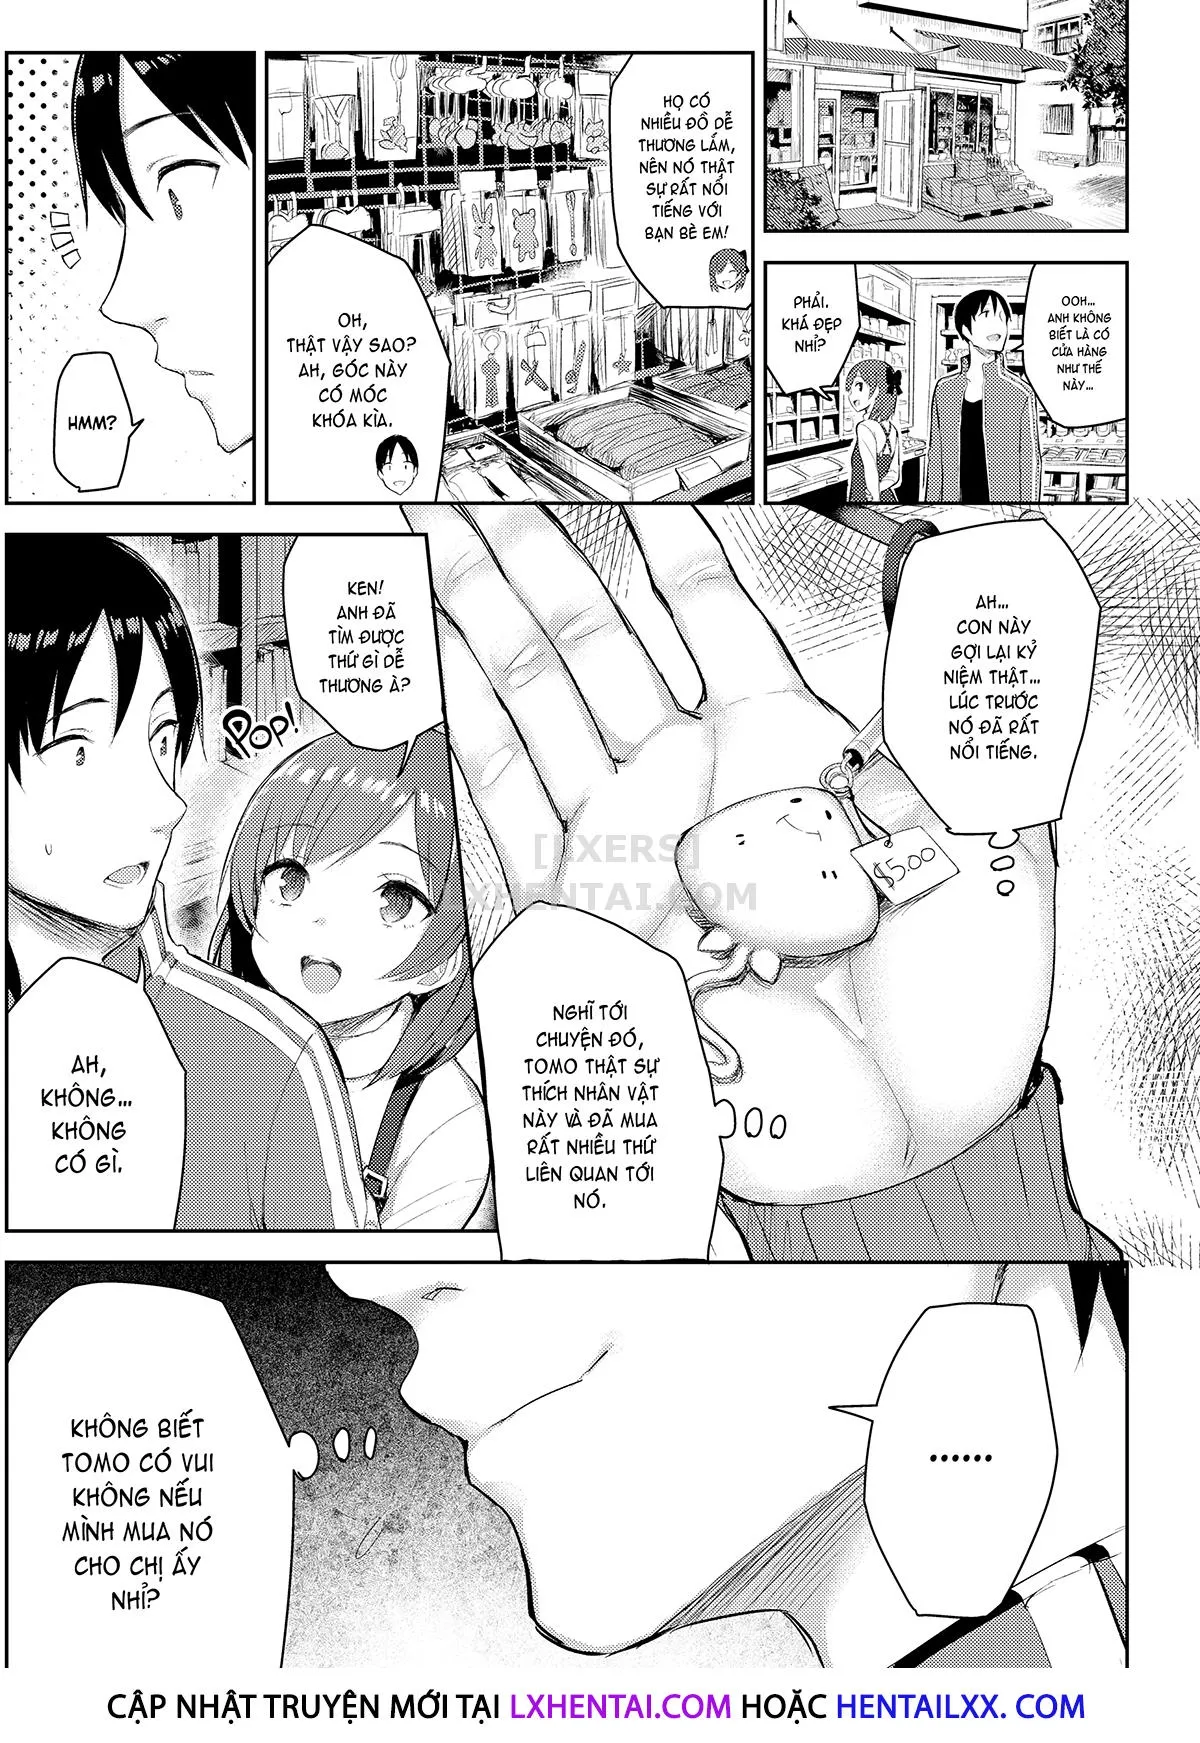 OOH...
ANH KHÔNG
BIẾT LÀ CÓ
CỬA HÀNG
NHƯ THẾ
NÀY...
PHẢI.
KHÁ ĐẸP
NHỈ?
HỌ CÓ
NHIỀU ĐỒ DỄ
THƯƠNG LẮM,
NÊN NÓ THẬT
SỰ RẤT NỔI
TIẾNG VỚI
BẠN BÈ EM!
OH,
THẬT VẬY SAO?
AH, GÓC NÀY
CÓ MÓC
KHÓA KÌA.
HMM?
AH...
CON NÀY
GỢI LẠI KỶ
NIỆM THẬT...
LÚC TRƯỚC
NÓ ĐÃ RẤT
NỔI TIẾNG.
$5.00
[LXERS]
XHENTAI.COM
NGHĨ TỚI
CHUYỆN ĐÓ,
TOMO THẬT SỰ
THÍCH NHÂN VẬT
NÀY VÀ ĐÃ MUA
RẤT NHIỀU THỨ
LIÊN QUAN TỚI
NÓ.
KEN!
ANH ĐÃ
TÌM ĐƯỢC
THỨ GÌ DỄ
THƯƠNG À?
POP!
AH,
KHÔNG...
KHÔNG
CÓ GÌ.
......
KHÔNG BIẾT
TOMO CÓ VUI
KHÔNG NẾU
MÌNH MUA NÓ
CHO CHỊ ẤY
NHỈ?
CẬP NHẬT TRUYỆN MỚI TẠI LXHENTAI.COM HOẶC HENTAILXX. COM